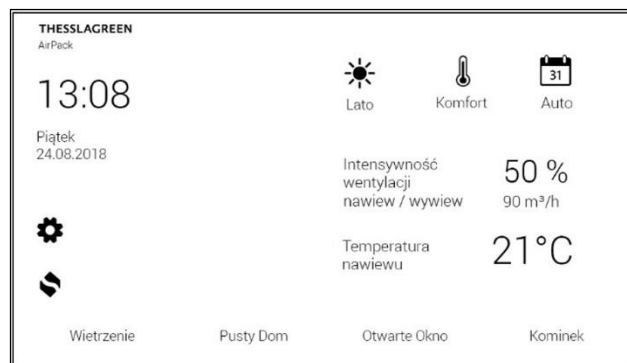 THESSLAGREEN
AirPack
13:08
Piątek
24.08.2018
Lato
Komfort
31
Auto
Intensywność
wentylacji
nawiew / wywiew
50 %
90 m³/h
Temperatura
nawiewu
21°C
Wietrzenie
Pusty Dom
Otwarte Okno
Kominek